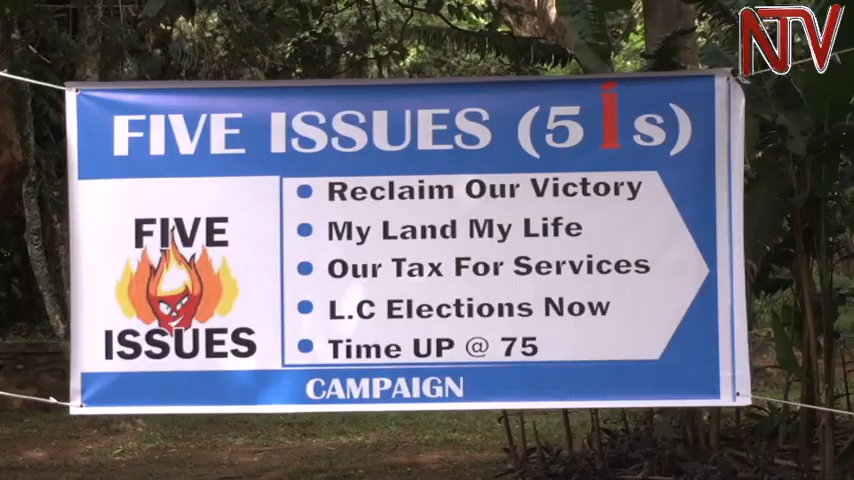 NTV
FIVE ISSUES (5 i s)
Reclaim Our Victory
My Land My Life
Our Tax For Services
L.C Elections Now
Time UP @ 75
FIVE
ISSUES
CAMPAIGN